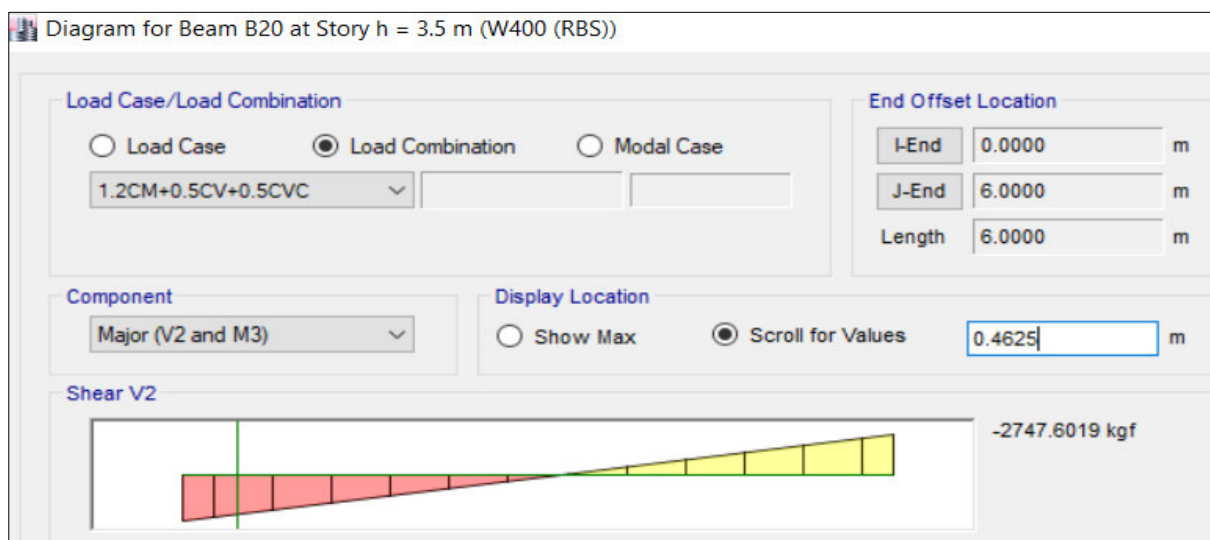 Diagram for Beam B20 at Story h = 3.5 m (W400 (RBS))
Load Case/Load Combination
Load Case Load Combination Modal Case
1.2CM+0.5CV+0.5CVC
End Offset Location
I-End 0.0000 m
J-End 6.0000 m
Length 6.0000 m
Component
Major (V2 and M3)
Display Location
Show Max Scroll for Values 0.4625 m
Shear V2
-2747.6019 kgf